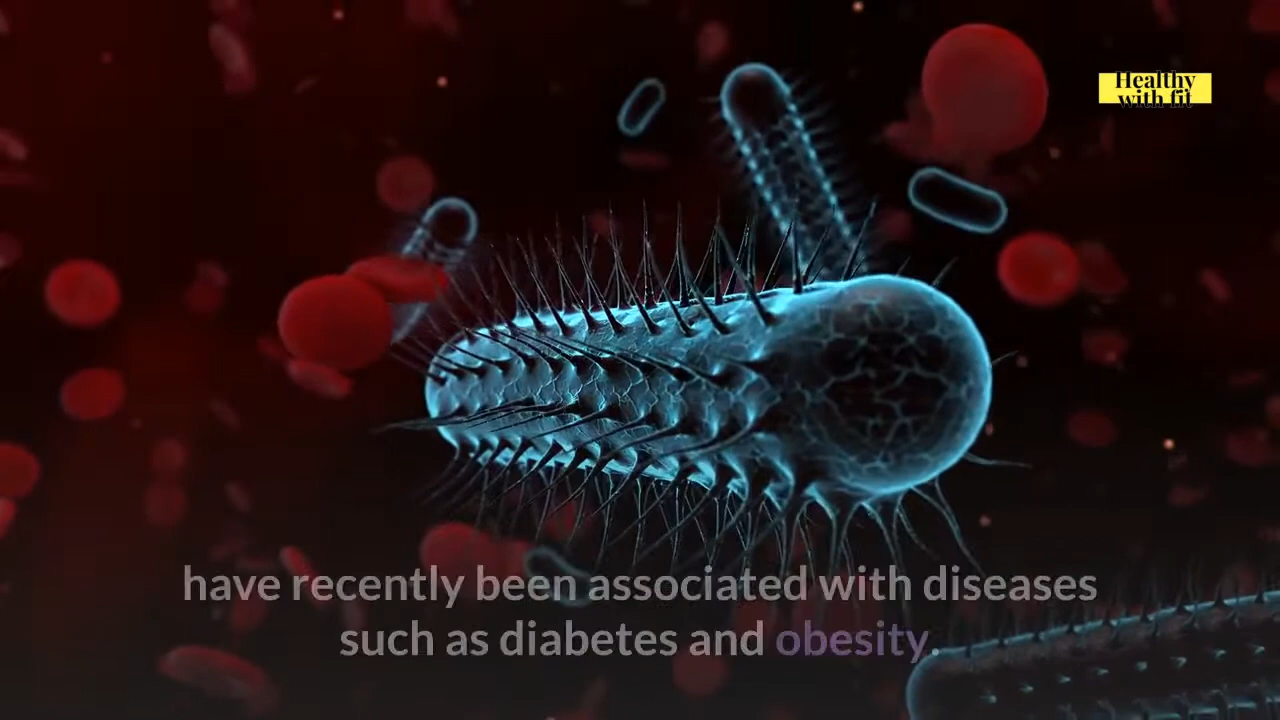 Healthy
with fit
have recently been associated with diseases
such as diabetes and obesity.